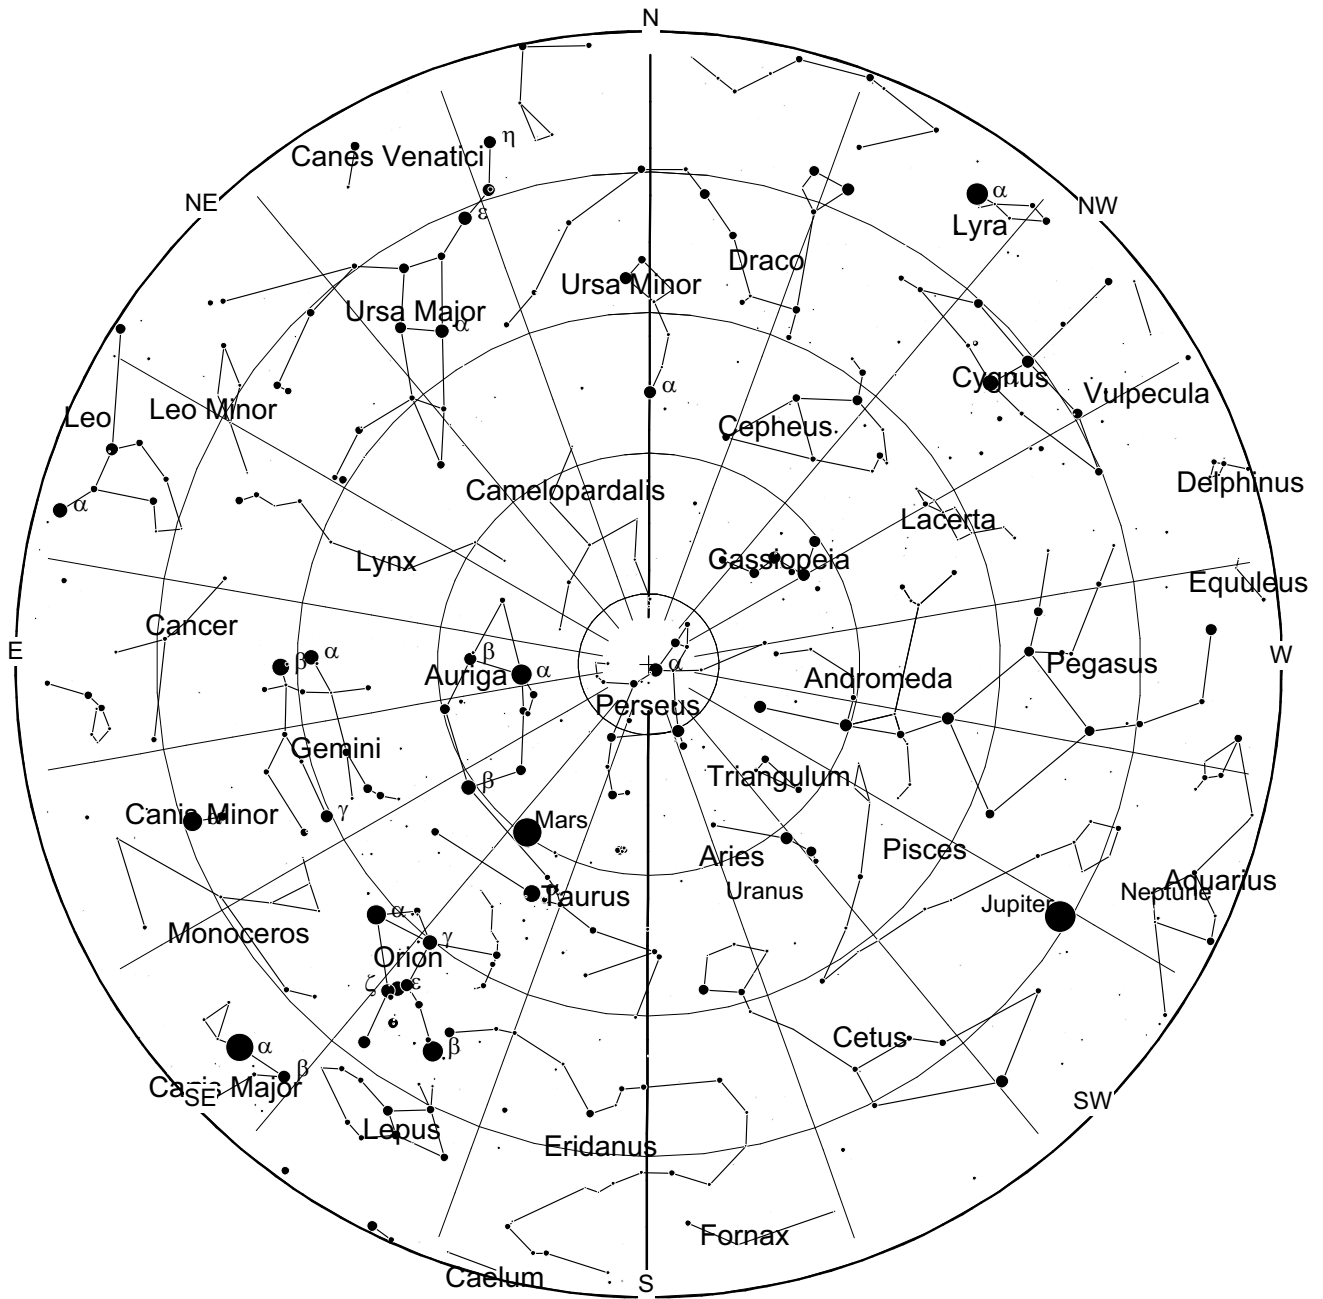 N
η
Canes Venatici
NE
ε
α
Lyra
NW
Draco
Ursa Minor
Ursa Major
α
Cygnus
α
Vulpecula
Leo Minor
Leo
Cepheus
Delphinus
Camelopardalis
α
Lacerta
Lynx
Cassiopeia
Equuleus
Cancer
E
β
α
β
Auriga
α
α
W
Pegasus
Andromeda
Perseus
Gemini
Triangulum
β
Canis Minor
α
γ
Mars
Aries
Pisces
Taurus
α
Uranus
Jupiter
Neptune
Aquarius
α
Monoceros
γ
Orion
ζ
ε
Cetus
α
β
β
Canis Major
SE
SW
Lepus
Eridanus
Fornax
Caelum
S